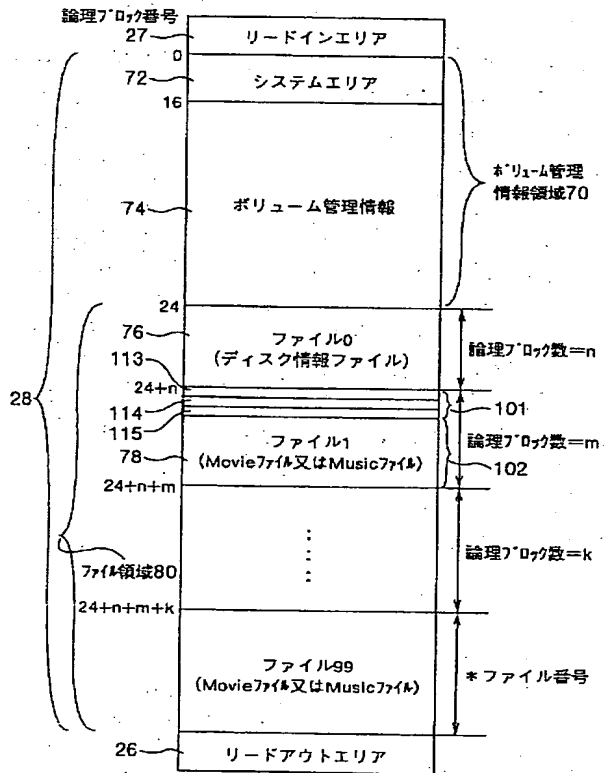 論理ブロック番号
27
リードインエリア
0
72
システムエリア
16
ボリューム管理
情報領域70
74
ボリューム管理情報
24
76
ファイル0
(ディスク情報ファイル)
論理ブロック数=n
113
24+n
28
114
101
115
ファイル1
論理ブロック数=m
78
(Movieファイル又はMusicファイル)
102
24+n+m
論理ブロック数=k
ファイル領域80
24+n+m+k
ファイル99
(Movieファイル又はMusicファイル)
*ファイル番号
26
リードアウトエリア